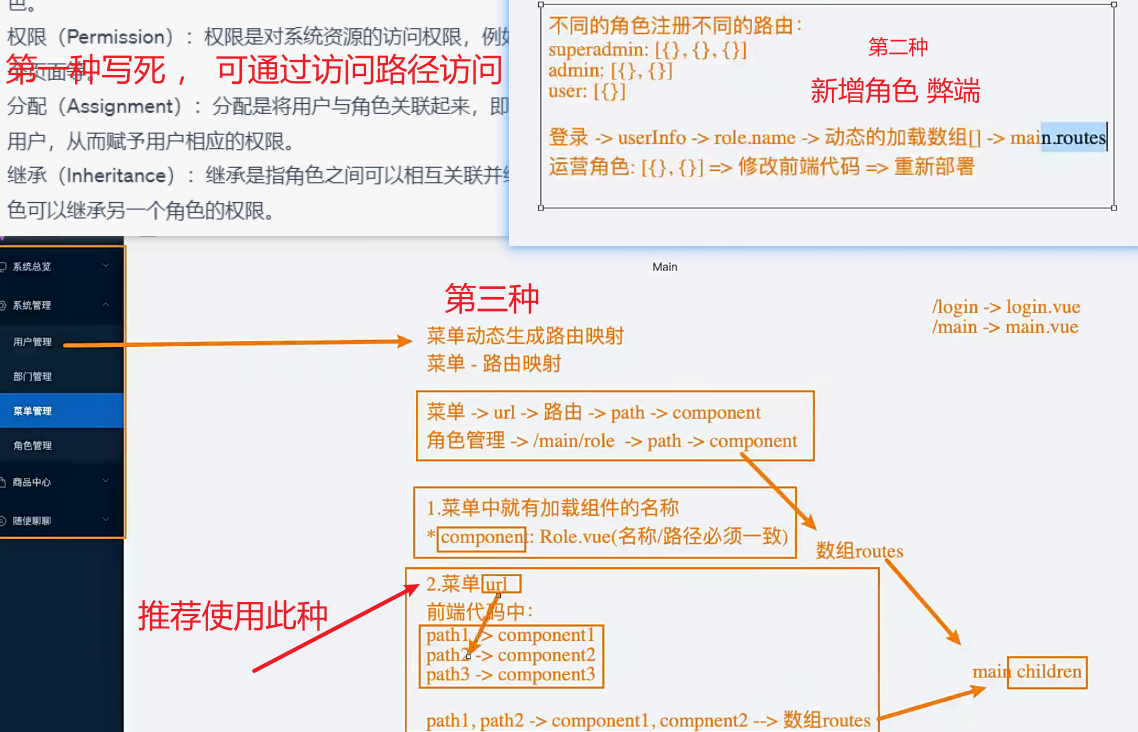 色。
权限（Permission）：权限是对系统资源的访问权限，例如
第一种写死 ， 可通过访问路径访问
页面等。
分配（Assignment）：分配是将用户与角色关联起来，即
用户，从而赋予用户相应的权限。
继承（Inheritance）：继承是指角色之间可以相互关联并
色可以继承另一个角色的权限。
不同的角色注册不同的路由：
superadmin: [{}, {}, {}]
admin: [{}, {}]
user: [{}]
第二种
新增角色 弊端
登录 -> userInfo -> role.name -> 动态的加载数组[] -> main.routes
运营角色: [{}, {}] => 修改前端代码 => 重新部署
系统总览
系统管理
用户管理
部门管理
菜单管理
角色管理
商品中心
随便聊聊
Main
第三种
菜单动态生成路由映射
菜单 - 路由映射
/login -> login.vue
/main -> main.vue
菜单 -> url -> 路由 -> path -> component
角色管理 -> /main/role -> path -> component
1.菜单中就有加载组件的名称
*component: Role.vue(名称/路径必须一致)
数组routes
推荐使用此种
2.菜单url
前端代码中：
path1 -> component1
path2 -> component2
path3 -> component3
main children
path1, path2 -> component1, compnent2 --> 数组routes